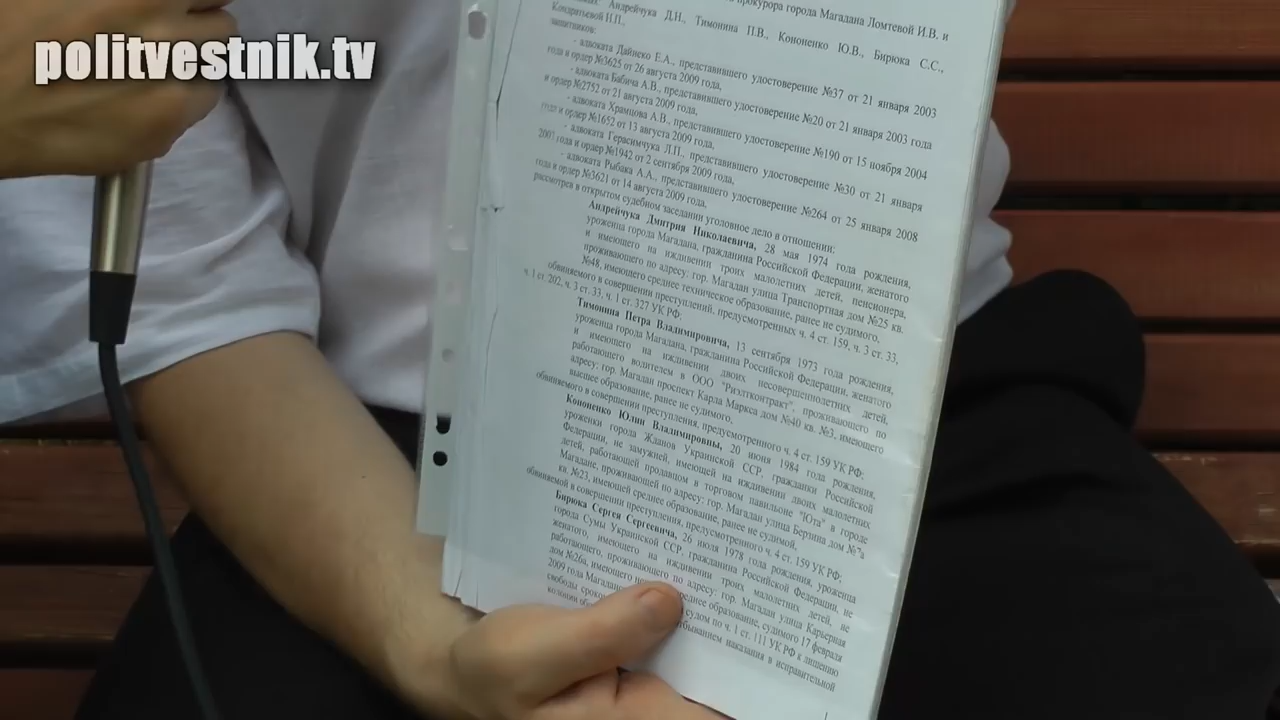 politvestnik.tv
прокурора города Магадана Ломтевой И.В. и
Андрейчука Д.Н., Тимонина П.В., Кононенко Ю.В., Бирюка С.С.,
Кондратьевой Н.П.,
защитников:
- адвоката Дайнеко Е.А., представившего удостоверение №37 от 21 января 2003
года и ордер №3625 от 26 августа 2009 года,
- адвоката Бабича А.В., представившего удостоверение №20 от 21 января 2003 года
и ордер №2752 от 21 августа 2009 года,
- адвоката Храмцова А.В., представившего удостоверение №190 от 15 ноября 2004
года и ордер №1652 от 13 августа 2009 года,
- адвоката Герасимчука Л.П., представившего удостоверение №30 от 21 января
2003 года и ордер №1942 от 2 сентября 2009 года,
- адвоката Рыбака А.А., представившего удостоверение №264 от 25 января 2008
года и ордер №3621 от 14 августа 2009 года,
рассмотрев в открытом судебном заседании уголовное дело в отношении:
Андрейчука Дмитрия Николаевича, 28 мая 1974 года рождения,
уроженца города Магадана, гражданина Российской Федерации, женатого
и имеющего на иждивении троих малолетних детей, пенсионера,
проживающего по адресу: гор. Магадан улица Транспортная дом №25 кв.
№48, имеющего среднее техническое образование, ранее не судимого,
обвиняемого в совершении преступлений, предусмотренных ч. 4 ст. 159, ч. 3 ст. 33,
ч. 1 ст. 202, ч. 3 ст. 33, ч. 1 ст. 327 УК РФ;
Тимонина Петра Владимировича, 13 сентября 1973 года рождения,
уроженца города Магадана, гражданина Российской Федерации, женатого
и имеющего на иждивении двоих несовершеннолетних детей,
работающего водителем в ООО "Риэлтконтракт", проживающего по
адресу: гор. Магадан проспект Карла Маркса дом №40 кв. №3, имеющего
высшее образование, ранее не судимого,
обвиняемого в совершении преступления, предусмотренного ч. 4 ст. 159 УК РФ;
Кононенко Юлии Владимировны, 20 июня 1984 года рождения,
уроженки города Жданов Украинской ССР, гражданки Российской
Федерации, не замужней, имеющей на иждивении двоих малолетних
детей, работающей продавцом в торговом павильоне "Юта" в городе
Магадане, проживающей по адресу: гор. Магадан улица Берзина дом №7а
кв. №23, имеющей среднее образование, ранее не судимой,
обвиняемой в совершении преступления, предусмотренного ч. 4 ст. 159 УК РФ;
Бирюка Сергея Сергеевича, 26 июля 1978 года рождения, уроженца
города Сумы Украинской ССР, гражданина Российской Федерации, не
женатого, имеющего на иждивении троих малолетних детей, не
работающего, проживающего по адресу: гор. Магадан улица Карьерная
дом №26а, имеющего среднее образование, судимого 17 февраля
2009 года Магадан судом по ч. 1 ст. 111 УК РФ к лишению
свободы сроком отбыванием наказания в исправительной
колонии